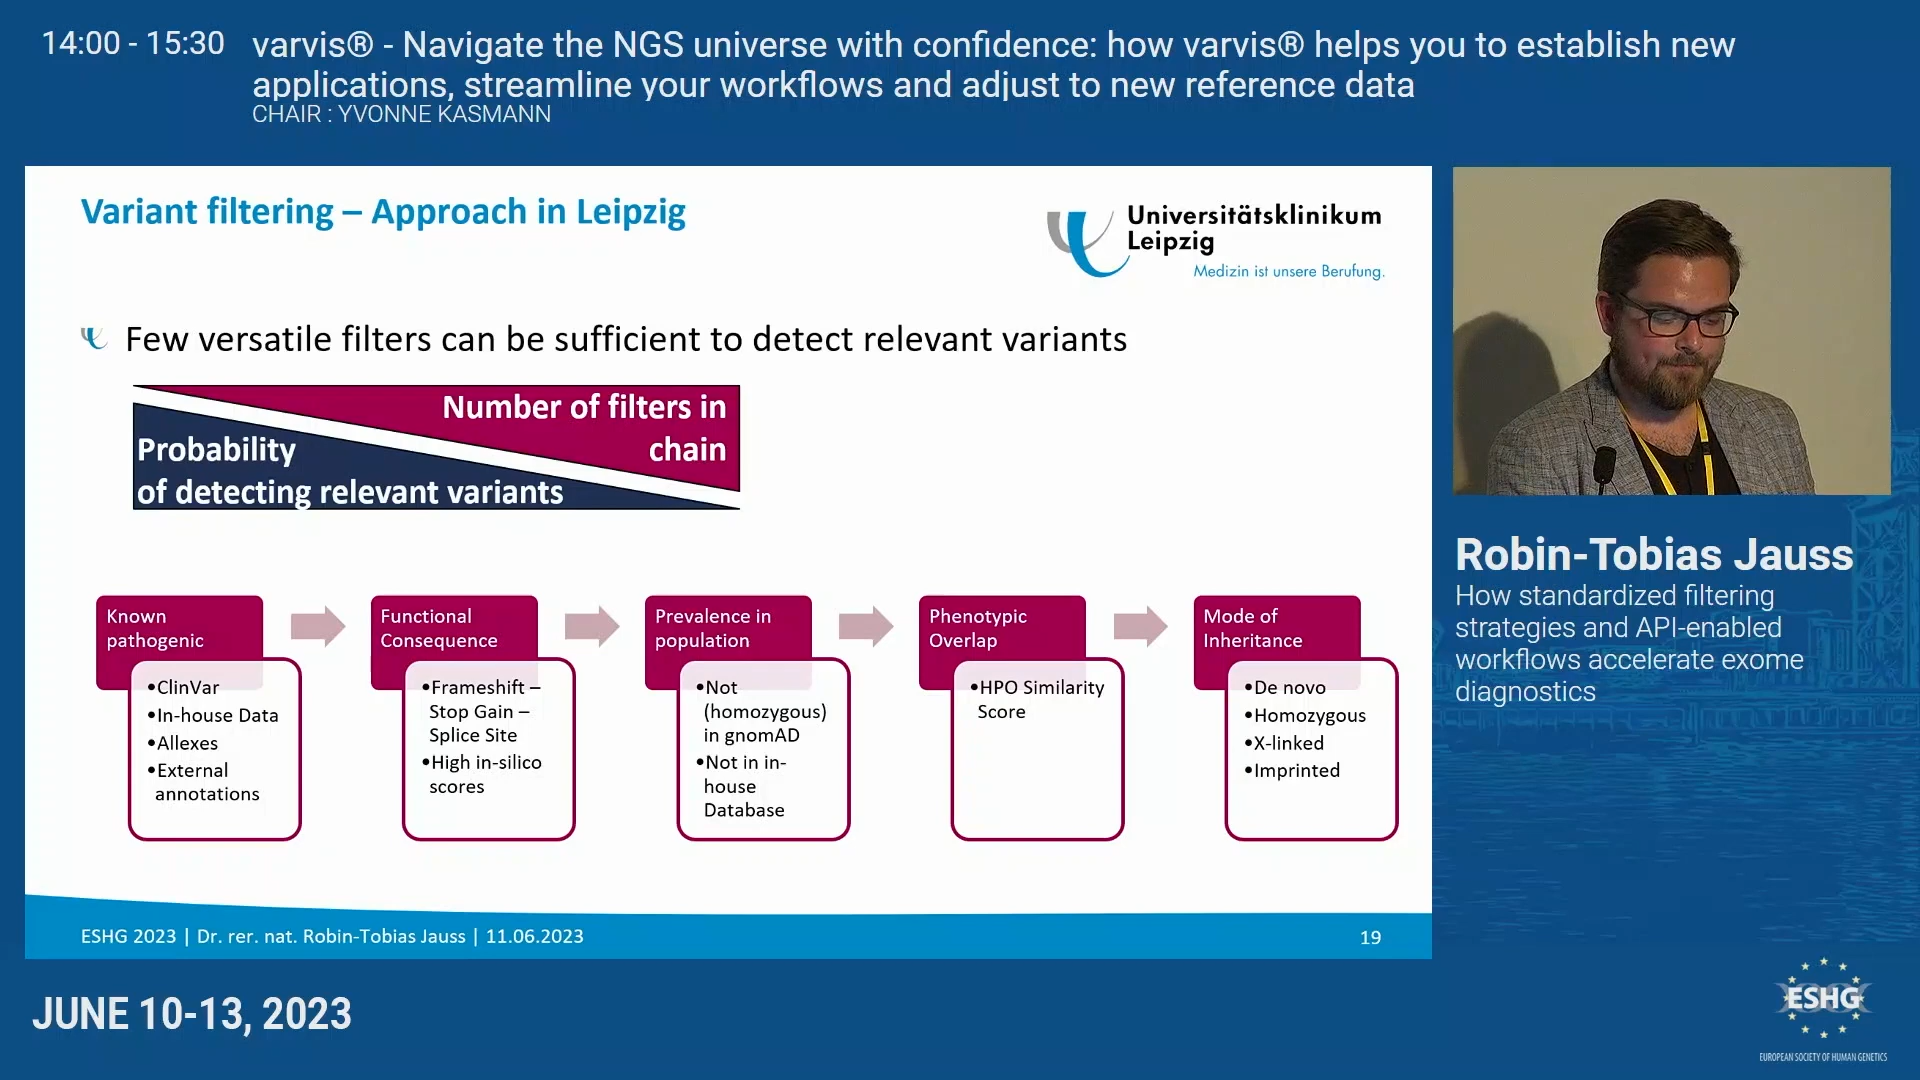 14:00 - 15:30
varvis® - Navigate the NGS universe with confidence: how varvis® helps you to establish new
applications, streamline your workflows and adjust to new reference data
CHAIR : YVONNE KASMANN
Variant filtering – Approach in Leipzig
Universitätsklinikum
Leipzig
Medizin ist unsere Berufung.
Few versatile filters can be sufficient to detect relevant variants
Number of filters in
chain
Probability
of detecting relevant variants
Known
pathogenic
•ClinVar
•In-house Data
•Allexes
•External
annotations
Functional
Consequence
•Frameshift –
Stop Gain –
Splice Site
•High in-silico
scores
Prevalence in
population
•Not
(homozygous)
in gnomAD
•Not in in-
house
Database
Phenotypic
Overlap
•HPO Similarity
Score
Mode of
Inheritance
•De novo
•Homozygous
•X-linked
•Imprinted
ESHG 2023 | Dr. rer. nat. Robin-Tobias Jauss | 11.06.2023
19
Robin-Tobias Jauss
How standardized filtering
strategies and API-enabled
workflows accelerate exome
diagnostics
JUNE 10-13, 2023
ESHG
EUROPEAN SOCIETY OF HUMAN GENETICS